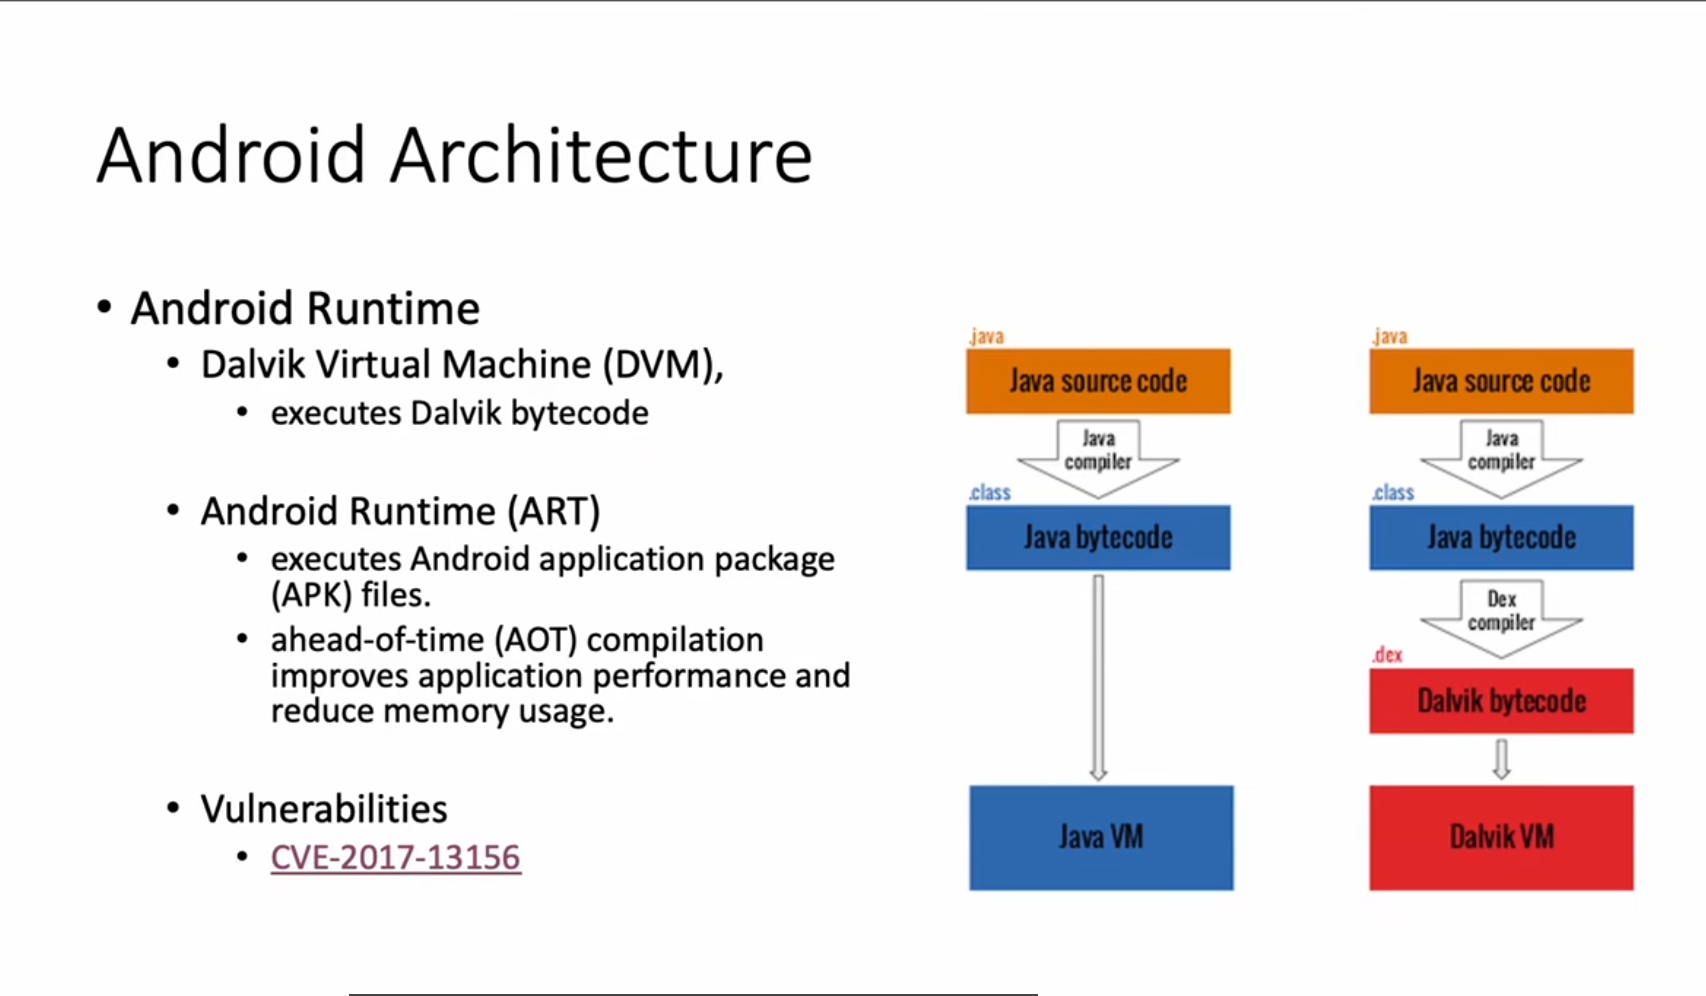 Android Architecture
• Android Runtime
• Dalvik Virtual Machine (DVM),
• executes Dalvik bytecode
• Android Runtime (ART)
• executes Android application package
(APK) files.
• ahead-of-time (AOT) compilation
improves application performance and
reduce memory usage.
• Vulnerabilities
• CVE-2017-13156
.java
Java source code
Java
compiler
.class
Java bytecode
Java VM
.java
Java source code
Java
compiler
.class
Java bytecode
Dex
compiler
.dex
Dalvik bytecode
Dalvik VM